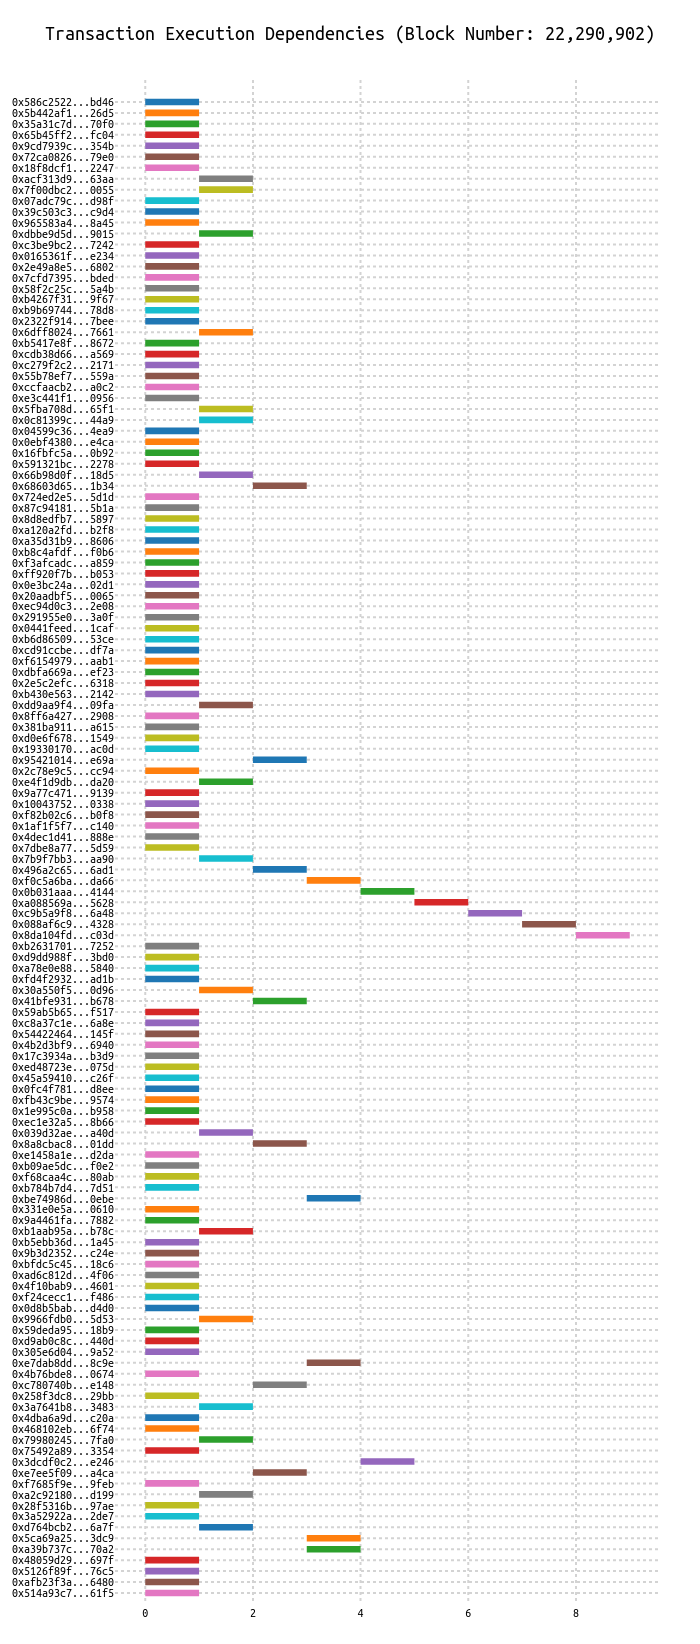 Transaction Execution Dependencies (Block Number: 22,290,902)
0x586c2522...bd46
0x5b442af1...26d5
0x35a31c7d...70f0
0x65b45ff2...fc04
0x9cd7939c...354b
0x72ca0826...79e0
0x18f8dcf1...2247
0xacf313d9...63aa
0x7f00dbc2...0055
0x07adc79c...d98f
0x39c503c3...c9d4
0x965583a4...8a45
0xdbbe9d5d...9015
0xc3be9bc2...7242
0x0165361f...e234
0x2e49a8e5...6802
0x7cfd7395...bded
0x58f2c25c...5a4b
0xb4267f31...9f67
0xb9b69744...78d8
0x2322f914...7bee
0x6dff8024...7661
0xb5417e8f...8672
0xcdb38d66...a569
0xc279f2c2...2171
0x55b78ef7...559a
0xccfaacb2...a0c2
0xe3c441f1...0956
0x5fba708d...65f1
0x0c81399c...44a9
0x04599c36...4ea9
0x0ebf4380...e4ca
0x16fbfc5a...0b92
0x591321bc...2278
0x66b98d0f...18d5
0x68603d65...1b34
0x724ed2e5...5d1d
0x87c94181...5b1a
0x8d8edfb7...5897
0xa120a2fd...b2f8
0xa35d31b9...8606
0xb8c4afdf...f0b6
0xf3afcadc...a859
0xff920f7b...b053
0x0e3bc24a...02d1
0x20aadbf5...0065
0xec94d0c3...2e08
0x291955e0...3a0f
0x0441feed...1caf
0xb6d86509...53ce
0xcd91ccbe...df7a
0xf6154979...aab1
0xdbfa669a...ef23
0x2e5c2efc...6318
0xb430e563...2142
0xdd9aa9f4...09fa
0x8ff6a427...2908
0x381ba911...a615
0xd0e6f678...1549
0x19330170...ac0d
0x95421014...e69a
0x2c78e9c5...cc94
0xe4f1d9db...da20
0x9a77c471...9139
0x10043752...0338
0xf82b02c6...b0f8
0x1af1f5f7...c140
0x4dec1d41...888e
0x7dbe8a77...5d59
0x7b9f7bb3...aa90
0x496a2c65...6ad1
0xf0c5a6ba...da66
0x0b031aaa...4144
0xa088569a...5628
0xc9b5a9f8...6a48
0x088af6c9...4328
0x8da104fd...c03d
0xb2631701...7252
0xd9dd988f...3bd0
0xa78e0e88...5840
0xfd4f2932...ad1b
0x30a550f5...0d96
0x41bfe931...b678
0x59ab5b65...f517
0xc8a37c1e...6a8e
0x54422464...145f
0x4b2d3bf9...6940
0x17c3934a...b3d9
0xed48723e...075d
0x45a59410...c26f
0x0fc4f781...d8ee
0xfb43c9be...9574
0x1e995c0a...b958
0xec1e32a5...8b66
0x039d32ae...a40d
0x8a8cbac8...01dd
0xe1458a1e...d2da
0xb09ae5dc...f0e2
0xf68caa4c...80ab
0xb784b7d4...7d51
0xbe74986d...0ebe
0x331e0e5a...0610
0x9a4461fa...7882
0xb1aab95a...b78c
0xb5ebb36d...1a45
0x9b3d2352...c24e
0xbfdc5c45...18c6
0xad6c812d...4f06
0x4f10bab9...4601
0xf24cecc1...f486
0x0d8b5bab...d4d0
0x9966fdb0...5d53
0x59deda95...18b9
0xd9ab0c8c...440d
0x305e6d04...9a52
0xe7dab8dd...8c9e
0x4b76bde8...0674
0xc780740b...e148
0x258f3dc8...29bb
0x3a7641b8...3483
0x4dba6a9d...c20a
0x468102eb...6f74
0x79980245...7fa0
0x75492a89...3354
0x3dcdf0c2...e246
0xe7ee5f09...a4ca
0xf7685f9e...9feb
0xa2c92180...d199
0x28f5316b...97ae
0x3a52922a...2de7
0xd764bcb2...6a7f
0x5ca69a25...3dc9
0xa39b737c...70a2
0x48059d29...697f
0x5126f89f...76c5
0xafb23f3a...6480
0x514a93c7...61f5
0 2 4 6 8